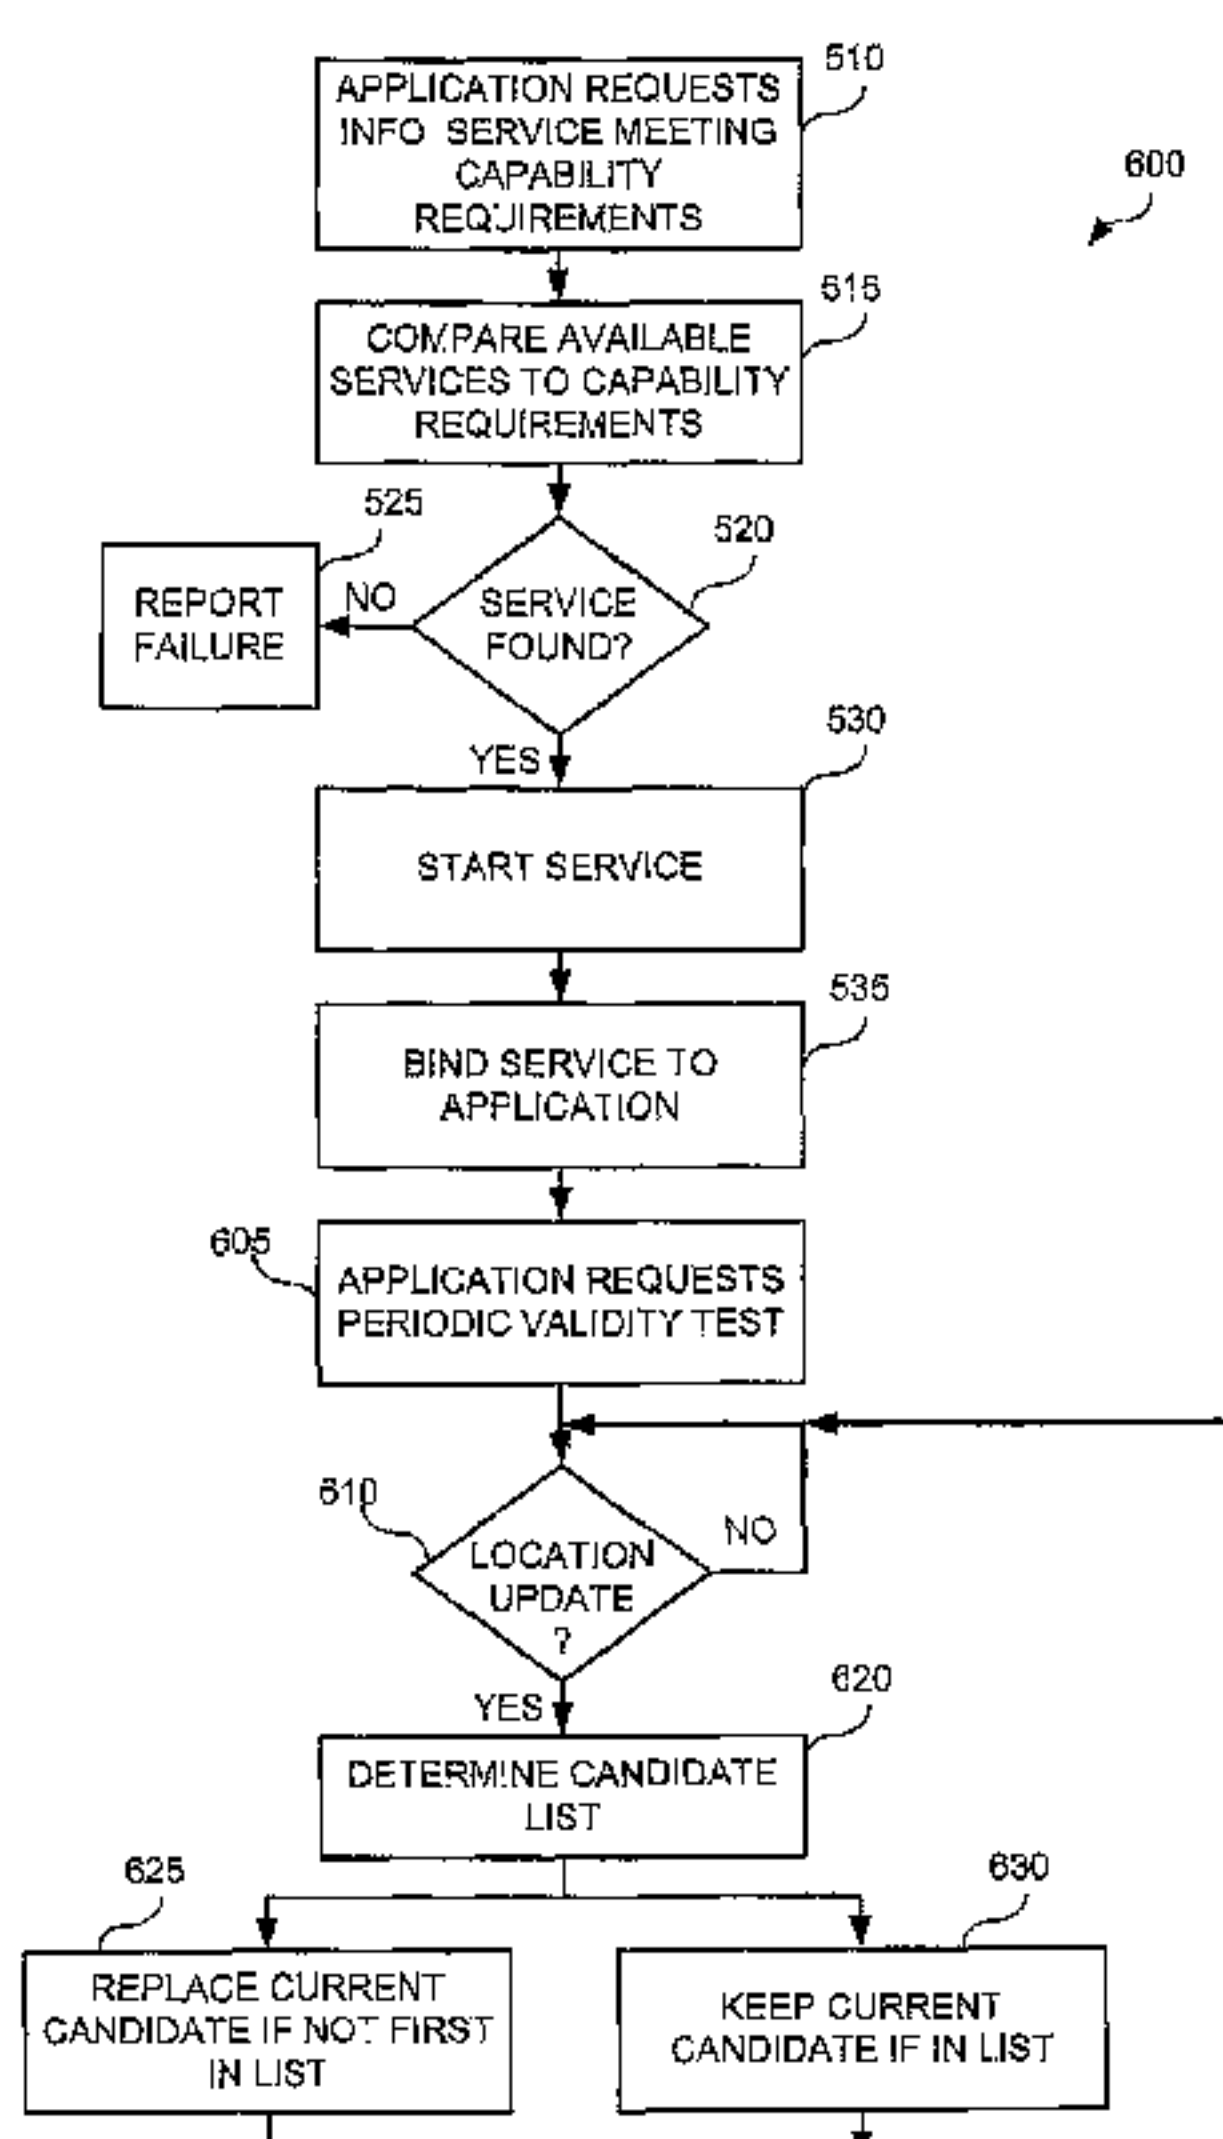 510
APPLICATION REQUESTS
INFO SERVICE MEETING
CAPABILITY
REQUIREMENTS
600
515
COMPARE AVAILABLE
SERVICES TO CAPABILITY
REQUIREMENTS
525
520
REPORT
FAILURE
NO
SERVICE
FOUND?
YES
530
START SERVICE
535
BIND SERVICE TO
APPLICATION
605
APPLICATION REQUESTS
PERIODIC VALIDITY TEST
610
LOCATION
UPDATE
?
NO
YES
620
DETERMINE CANDIDATE
LIST
625
630
REPLACE CURRENT
CANDIDATE IF NOT FIRST
IN LIST
KEEP CURRENT
CANDIDATE IF IN LIST